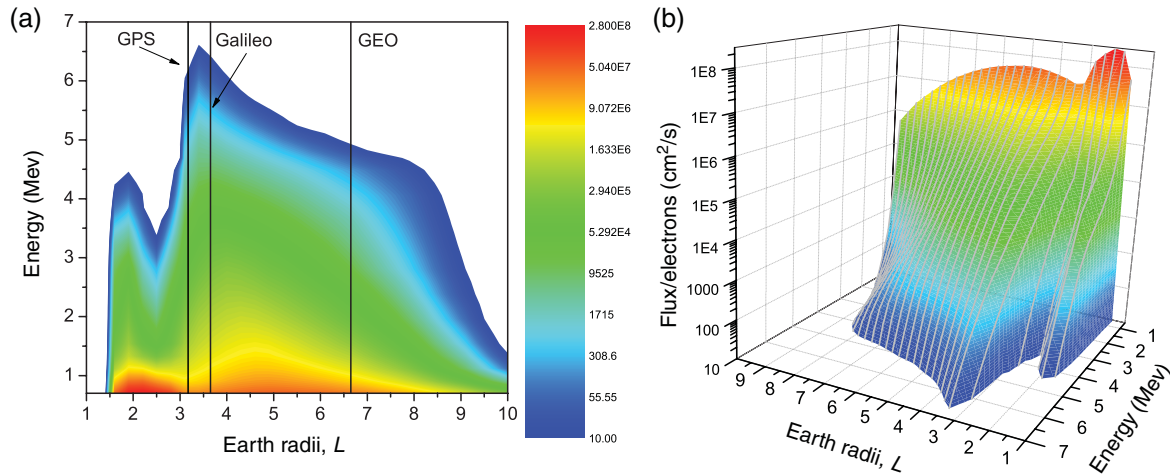 (a)
7
6
5
4
3
2
1
Energy (Mev)
GPS
Galileo
GEO
1 2 3 4 5 6 7 8 9 10
Earth radii, L
2.800E8
5.040E7
9.072E6
1.633E6
2.940E5
5.292E4
9525
1715
308.6
55.55
10.00
(b)
Flux/electrons (cm²/s)
1E8
1E7
1E6
1E5
1E4
1000
100
10
9 8 7 6 5 4 3 2 1
Earth radii, L
1
2
3
4
5
6
7
Energy (Mev)